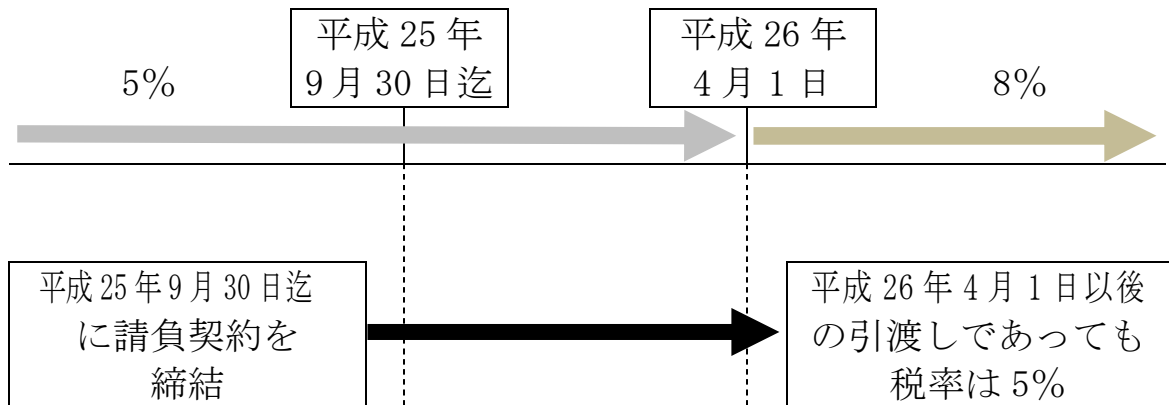 平成 25 年
9 月 30 日迄
平成 26 年
4 月 1 日
5%
8%
平成 25 年 9 月 30 日迄
に請負契約を
締結
平成 26 年 4 月 1 日以後
の引渡しであっても
税率は 5%